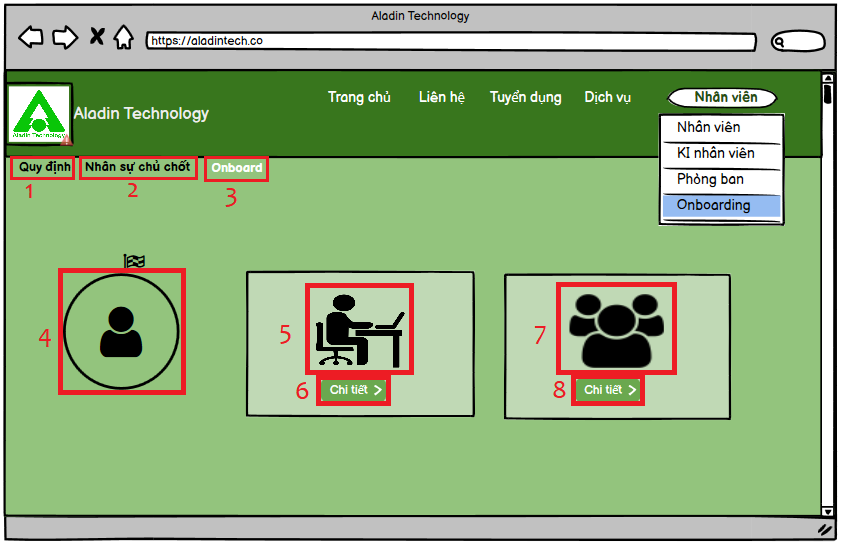 Aladin Technology
https://aladintech.co
Trang chủ Liên hệ Tuyển dụng Dịch vụ Nhân viên
Aladin Technology
Aladin Technology
Nhân viên
KI nhân viên
Phòng ban
Onboarding
Quy định Nhân sự chủ chốt Onboard
1 2 3
4 5 7
6 Chi tiết 8 Chi tiết